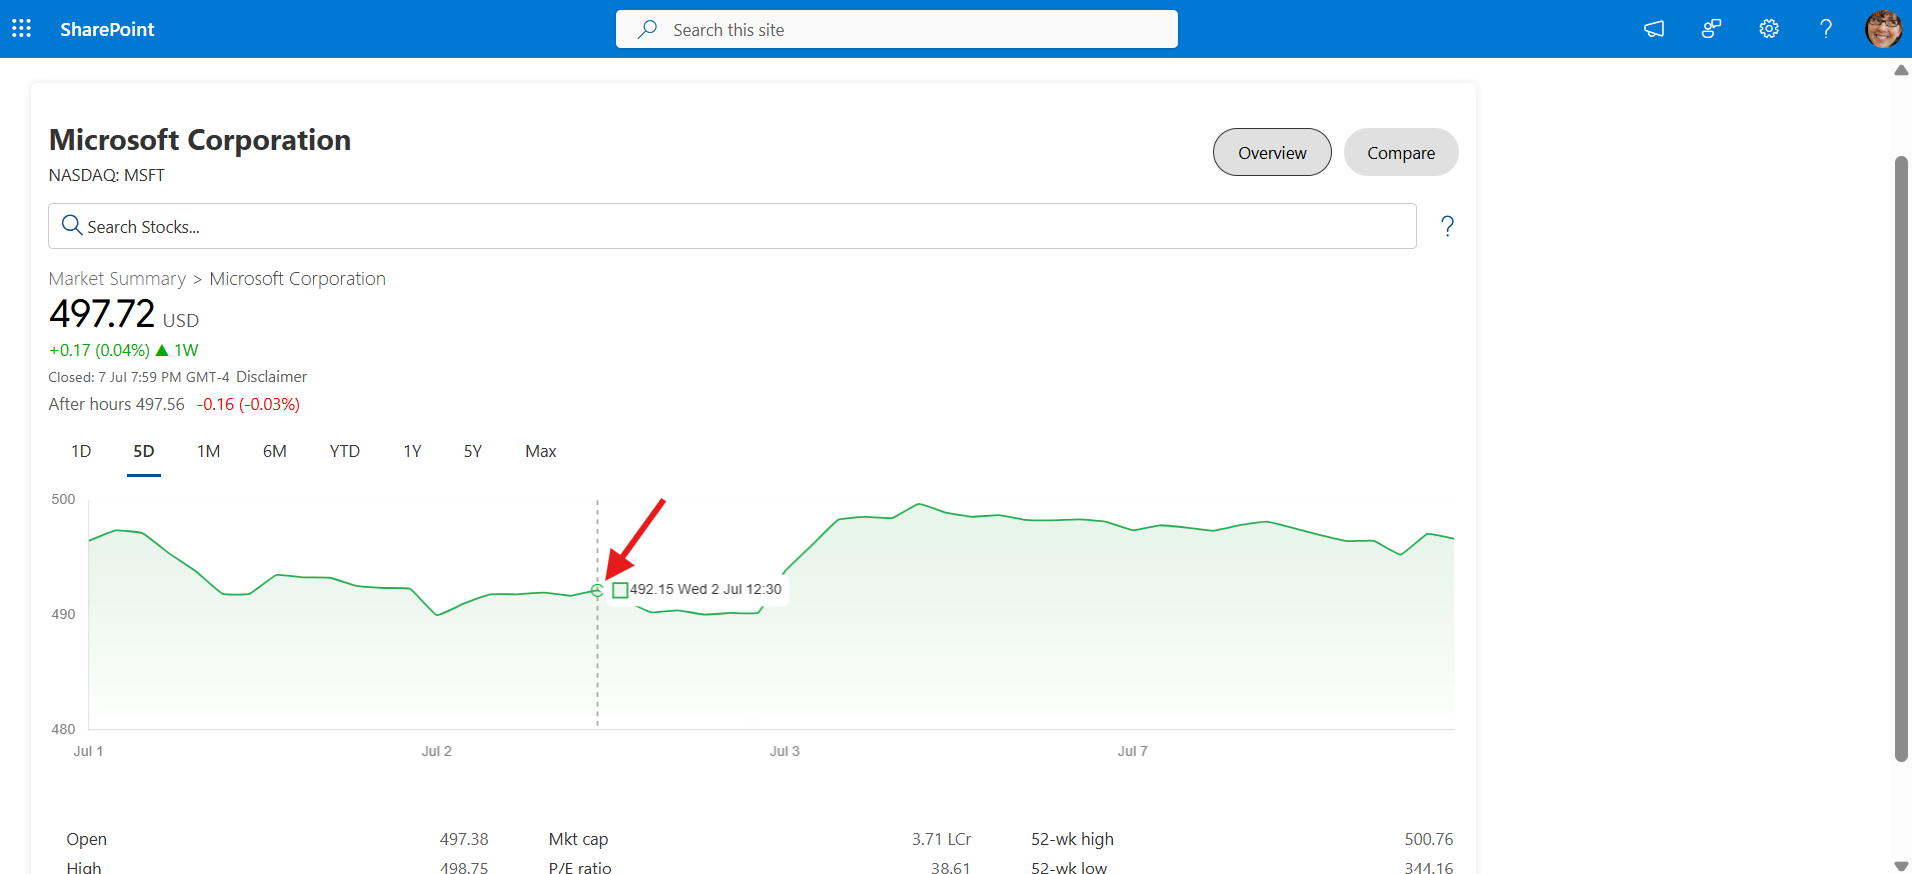 SharePoint
Search this site
Microsoft Corporation
NASDAQ: MSFT
Overview
Compare
Search Stocks...
?
Market Summary > Microsoft Corporation
497.72 USD
+0.17 (0.04%) ▲ 1W
Closed: 7 Jul 7:59 PM GMT-4 Disclaimer
After hours 497.56 -0.16 (-0.03%)
1D 5D 1M 6M YTD 1Y 5Y Max
500
492.15 Wed 2 Jul 12:30
490
480
Jul 1 Jul 2 Jul 3 Jul 7
Open 497.38 Mkt cap 3.71 LCr 52-wk high 500.76
High 498.75 P/E ratio 38.61 52-wk low 344.16